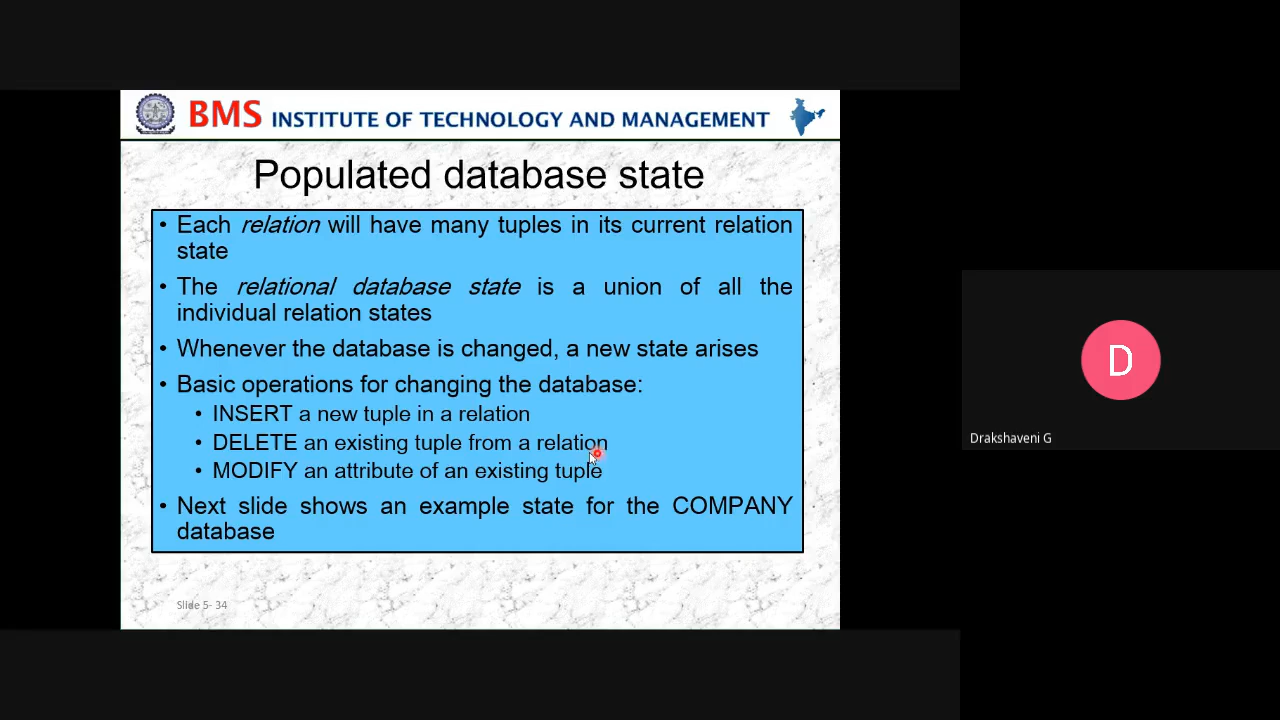 BMS INSTITUTE OF TECHNOLOGY AND MANAGEMENT
Populated database state
• Each relation will have many tuples in its current relation
state
• The relational database state is a union of all the
individual relation states
• Whenever the database is changed, a new state arises
• Basic operations for changing the database:
• INSERT a new tuple in a relation
• DELETE an existing tuple from a relation
• MODIFY an attribute of an existing tuple
• Next slide shows an example state for the COMPANY
database
Slide 5- 34
D
Drakshaveni G